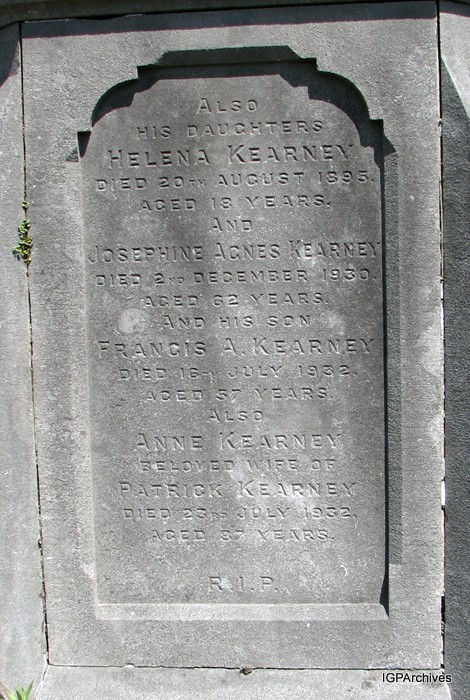 ALSO
HIS DAUGHTERS
HELENA KEARNEY
DIED 20TH AUGUST 1895.
AGED 18 YEARS.
AND
JOSEPHINE AGNES KEARNEY
DIED 2ND DECEMBER 1930.
AGED 62 YEARS.
AND HIS SON
FRANCIS A. KEARNEY
DIED 16TH JULY 1932.
AGED 57 YEARS.
ALSO
ANNE KEARNEY
BELOVED WIFE OF
PATRICK KEARNEY
DIED 23RD JULY 1932.
AGED 87 YEARS.
R.I.P.
IGPArchives